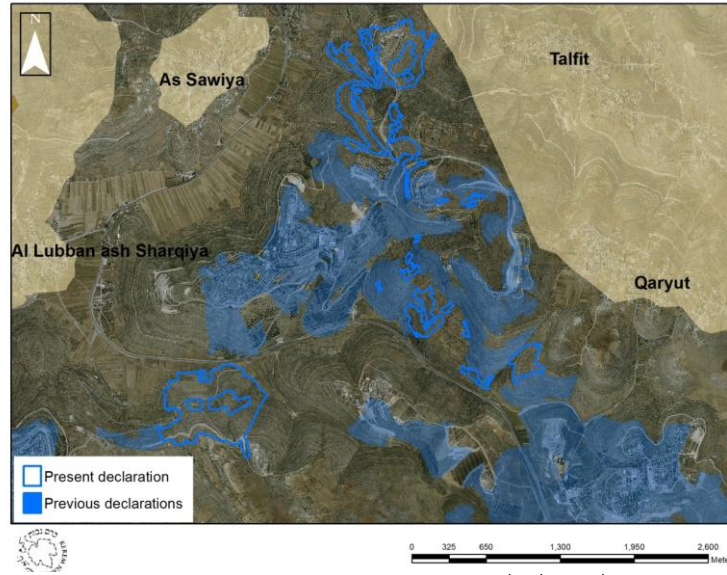 N
As Sawiya
Talfit
Al Lubban ash Sharqiya
Qaryut
Present declaration
Previous declarations
0 325 650 1,300 1,950 2,600